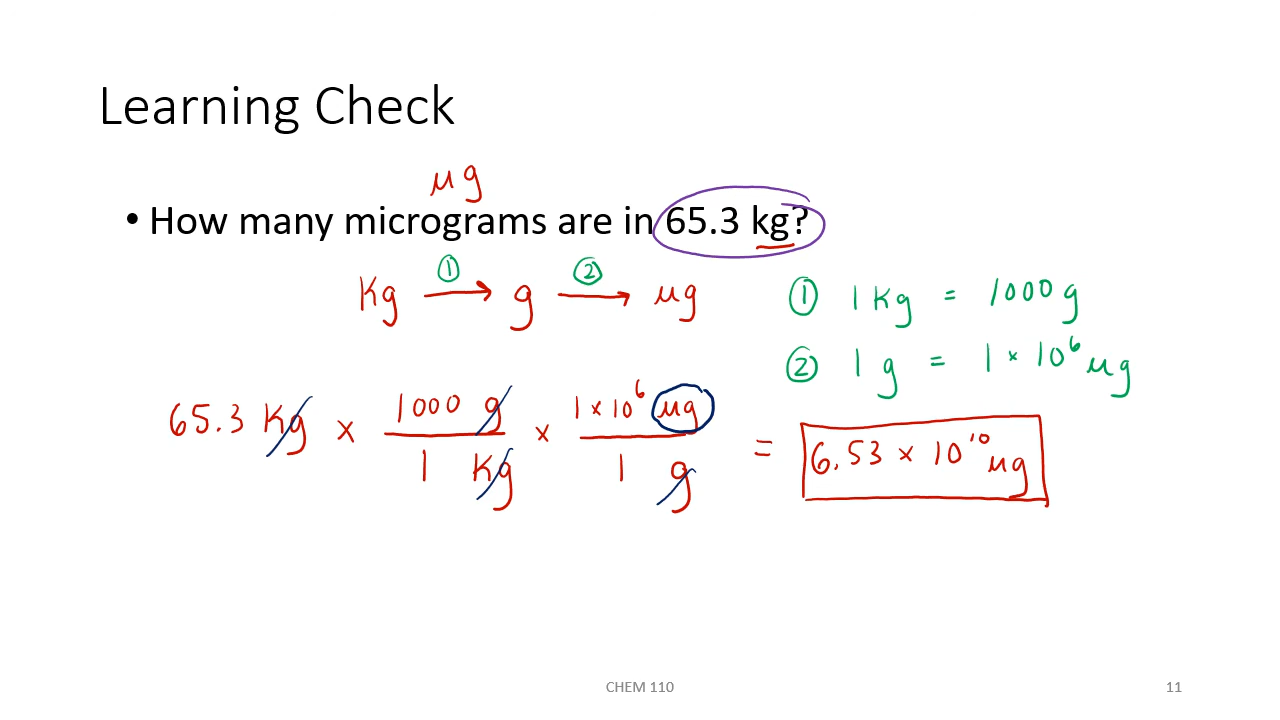 Learning Check
μg
• How many micrograms are in 65.3 kg?
Kg ①→ g ②→ μg
① 1 Kg = 1000 g
② 1 g = 1 × 10⁶ μg
65.3 Kg × 1000 g / 1 Kg × 1 × 10⁶ μg / 1 g = 6.53 × 10¹⁰ μg
CHEM 110
11